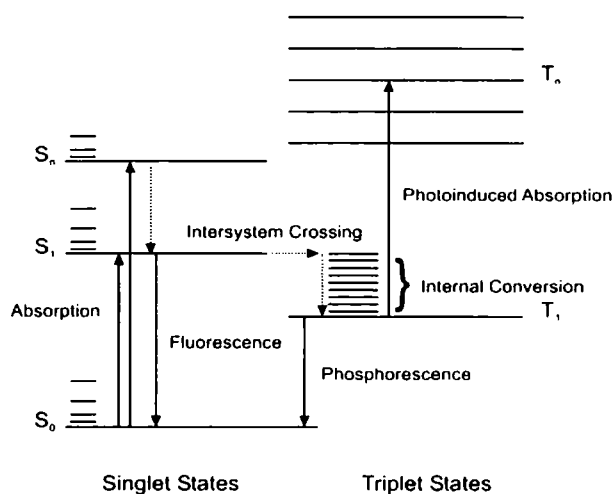 Tₙ
Sₙ
Photoinduced Absorption
Intersystem Crossing
S₁
Internal Conversion
Absorption
T₁
Fluorescence
Phosphorescence
S₀
Singlet States
Triplet States